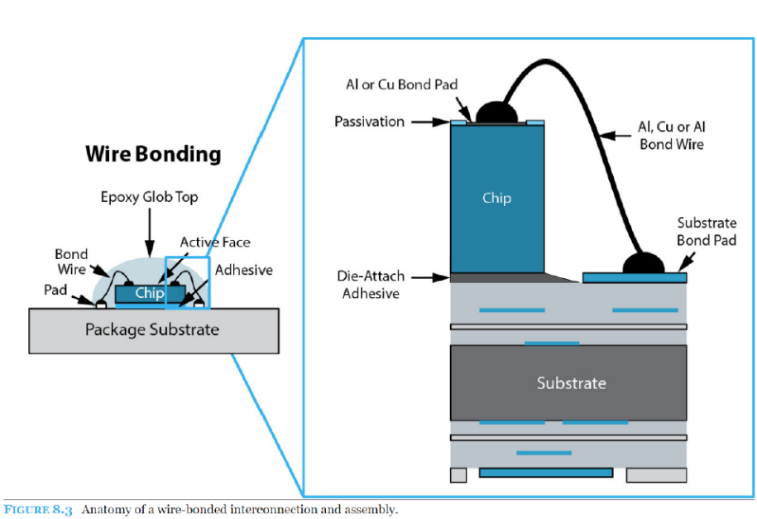 Wire Bonding
Epoxy Glob Top
Active Face
Bond
Wire
Adhesive
Pad
Chip
Package Substrate
Al or Cu Bond Pad
Passivation
Al, Cu or Al
Bond Wire
Chip
Substrate
Bond Pad
Die-Attach
Adhesive
Substrate
FIGURE 8.3 Anatomy of a wire-bonded interconnection and assembly.